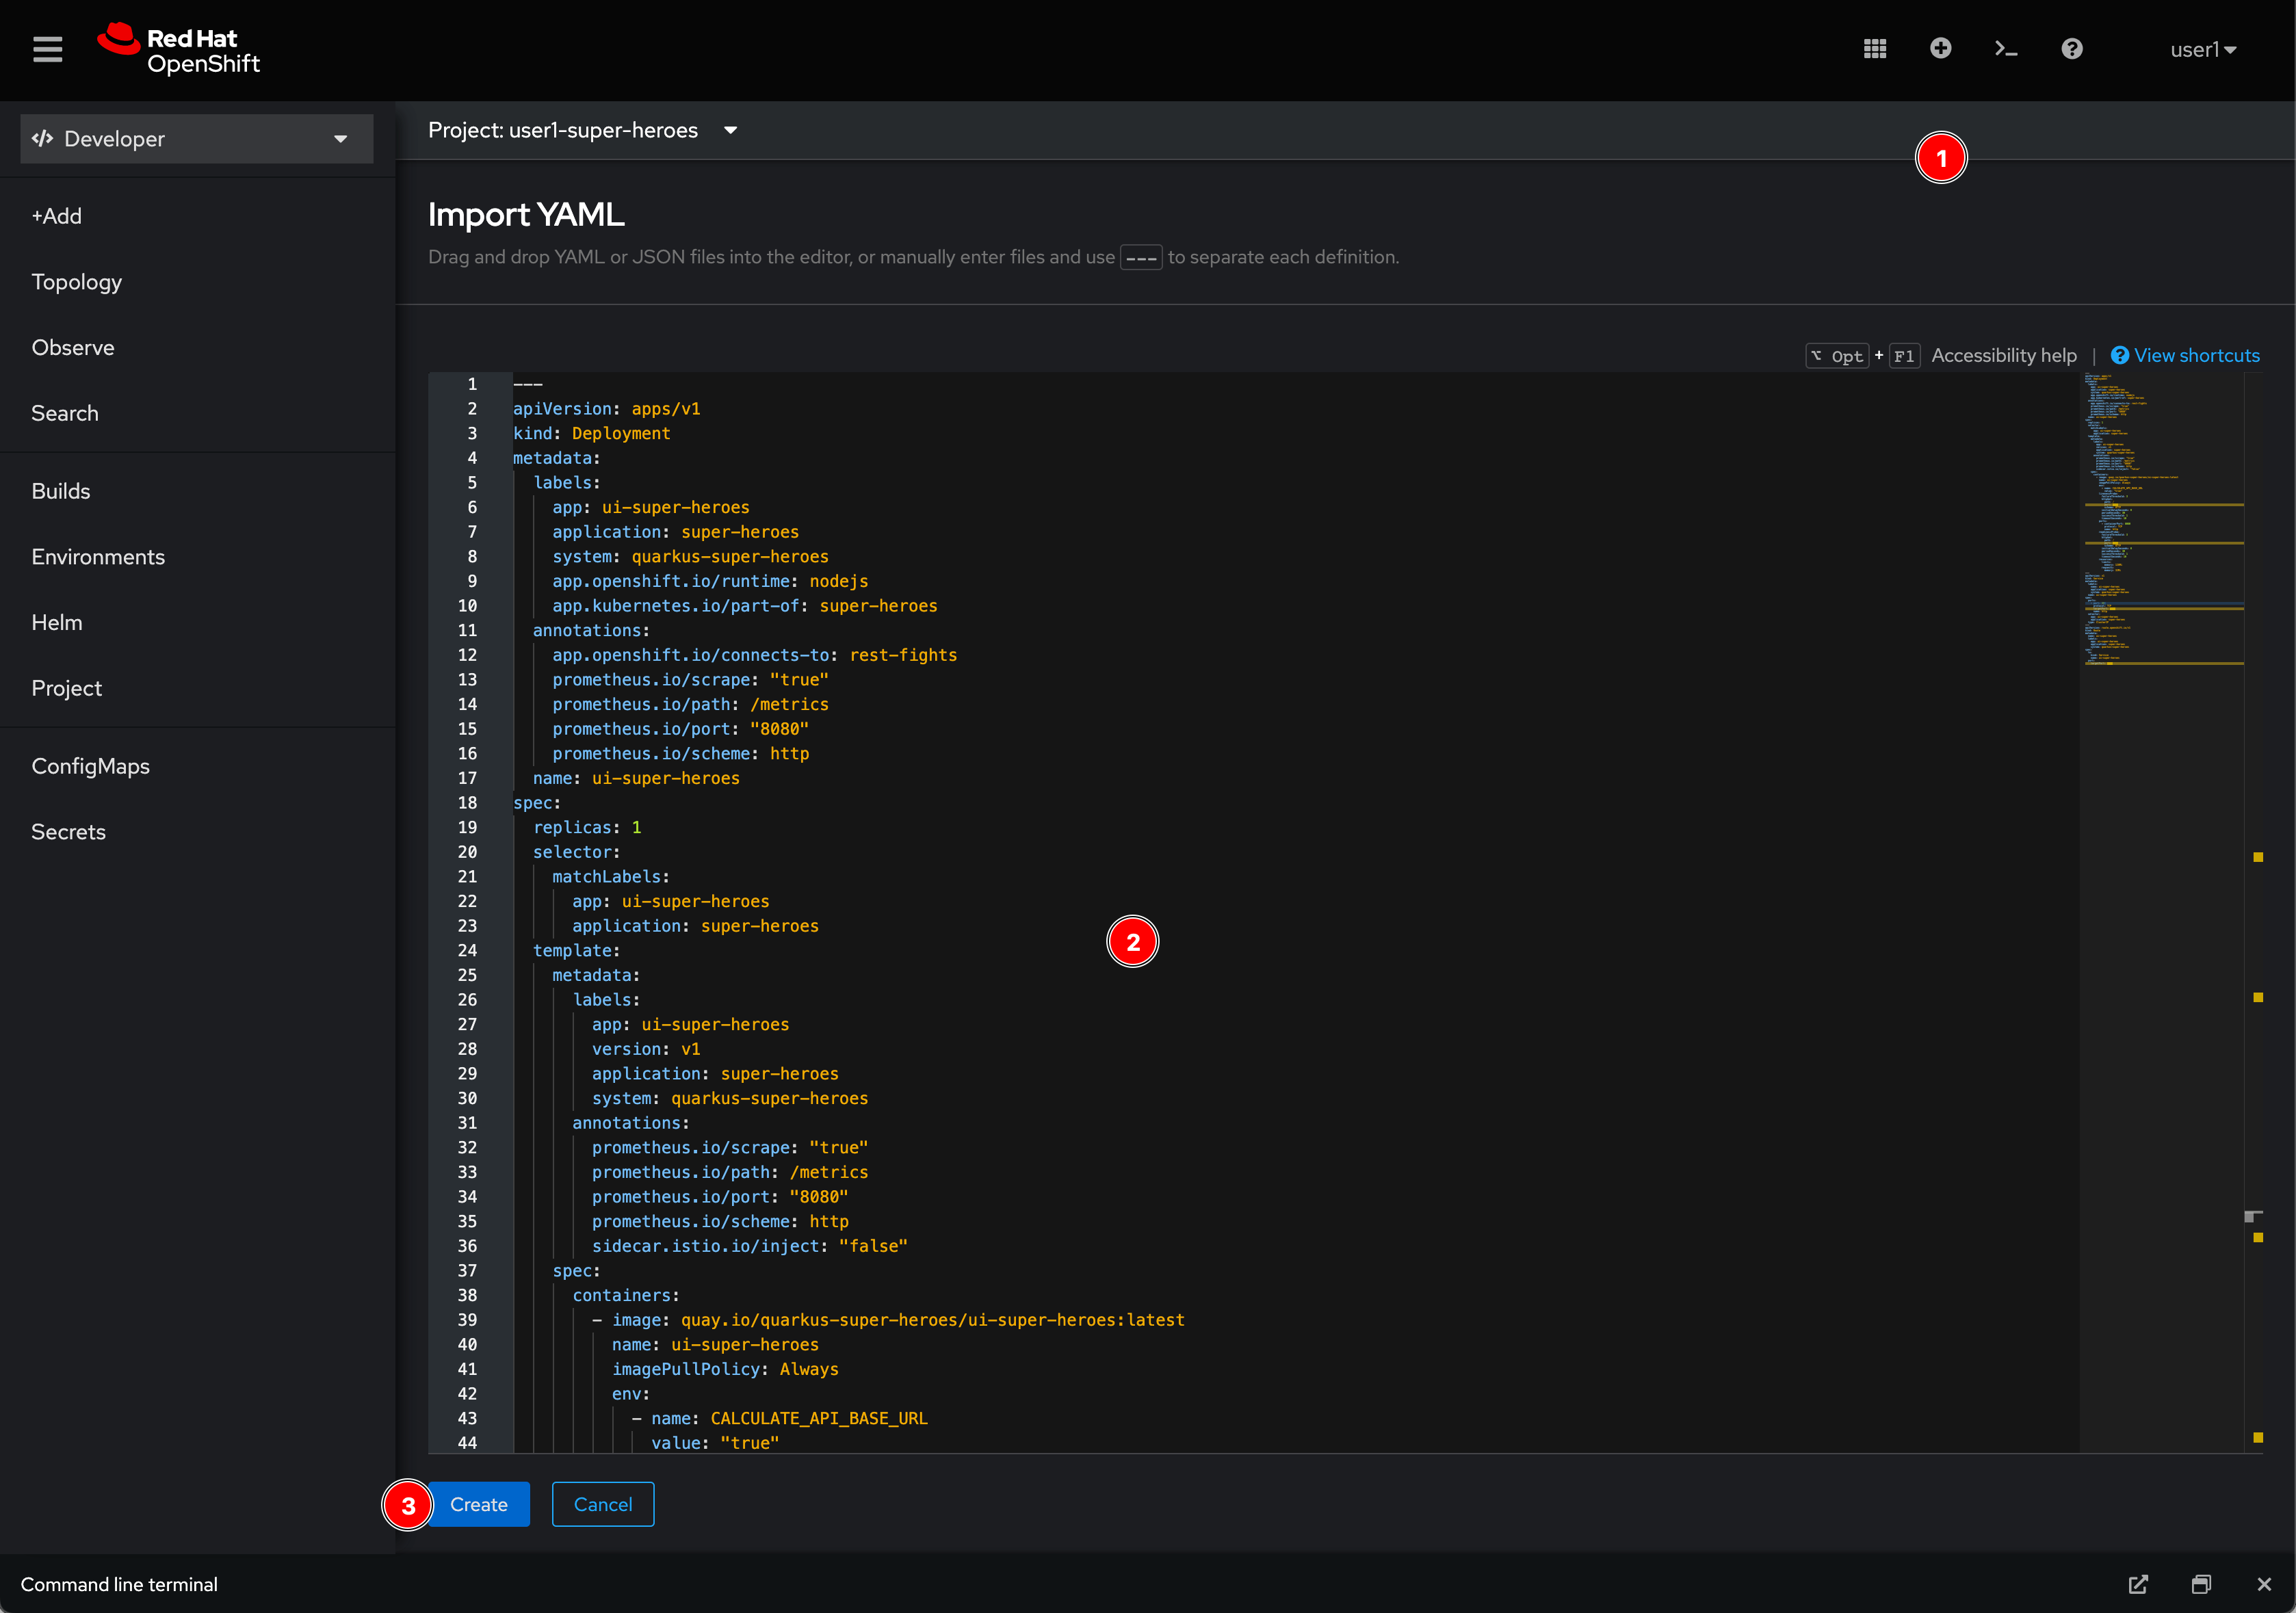 Red Hat
OpenShift
user1
Developer
Project: user1-super-heroes
1
+Add
Topology
Observe
Search
Builds
Environments
Helm
Project
ConfigMaps
Secrets
Import YAML
Drag and drop YAML or JSON files into the editor, or manually enter files and use --- to separate each definition.
⌥ Opt + F1 Accessibility help | View shortcuts
1 ---
2 apiVersion: apps/v1
3 kind: Deployment
4 metadata:
5 labels:
6 app: ui-super-heroes
7 application: super-heroes
8 system: quarkus-super-heroes
9 app.openshift.io/runtime: nodejs
10 app.kubernetes.io/part-of: super-heroes
11 annotations:
12 app.openshift.io/connects-to: rest-fights
13 prometheus.io/scrape: "true"
14 prometheus.io/path: /metrics
15 prometheus.io/port: "8080"
16 prometheus.io/scheme: http
17 name: ui-super-heroes
18 spec:
19 replicas: 1
20 selector:
21 matchLabels:
22 app: ui-super-heroes
23 application: super-heroes
2
24 template:
25 metadata:
26 labels:
27 app: ui-super-heroes
28 version: v1
29 application: super-heroes
30 system: quarkus-super-heroes
31 annotations:
32 prometheus.io/scrape: "true"
33 prometheus.io/path: /metrics
34 prometheus.io/port: "8080"
35 prometheus.io/scheme: http
36 sidecar.istio.io/inject: "false"
37 spec:
38 containers:
39 - image: quay.io/quarkus-super-heroes/ui-super-heroes:latest
40 name: ui-super-heroes
41 imagePullPolicy: Always
42 env:
43 - name: CALCULATE_API_BASE_URL
44 value: "true"
3 Create Cancel
Command line terminal